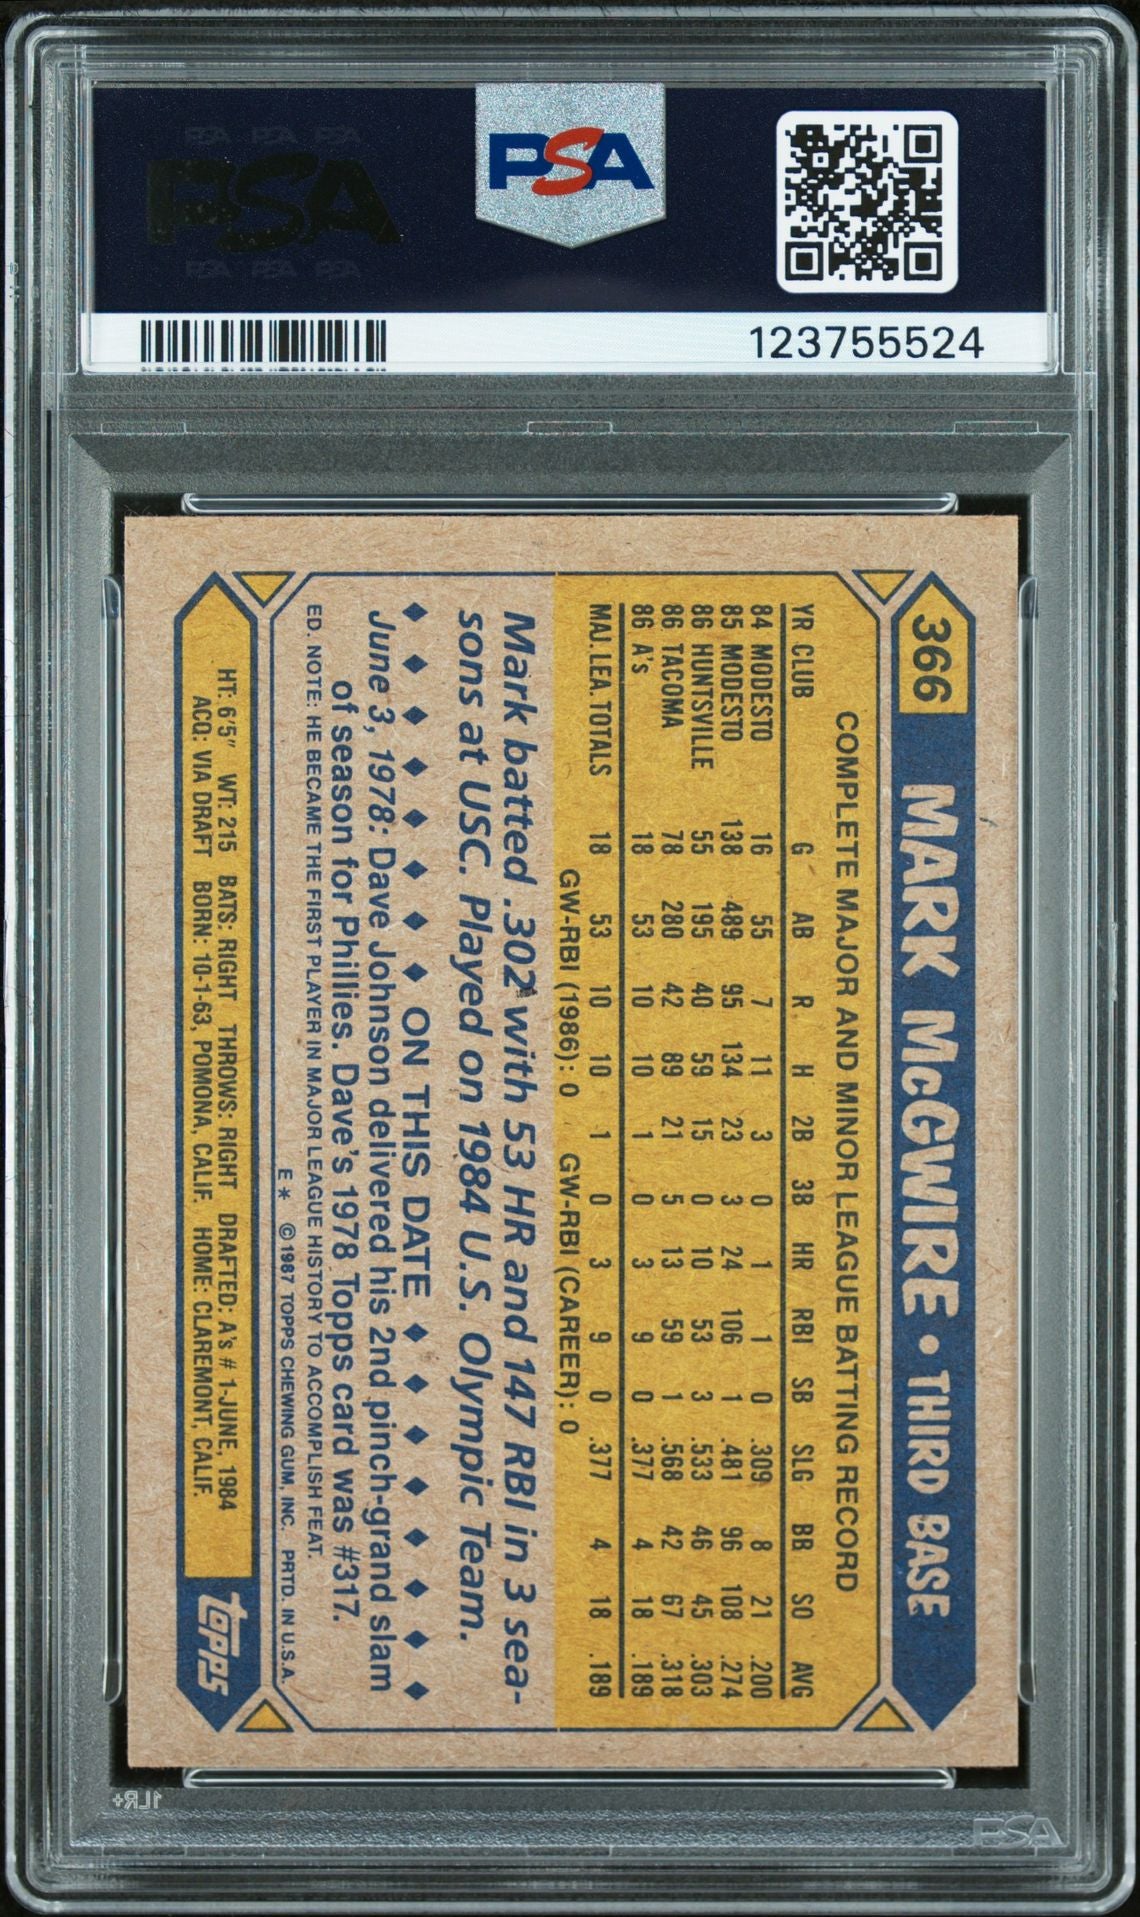 PSA PSA PSA
PSA
PSA PSA PSA
PSA
123755524
366 MARK McGWIRE • THIRD BASE
COMPLETE MAJOR AND MINOR LEAGUE BATTING RECORD
YR CLUB G AB R H 2B 3B HR RBI SB SLG BB SO AVG
84 MODESTO 16 55 7 11 3 0 1 1 0 .309 8 21 .200
85 MODESTO 138 489 95 134 23 3 24 106 1 .481 96 108 .274
86 HUNTSVILLE 55 195 40 59 15 0 10 53 3 .533 46 45 .303
86 TACOMA 78 280 42 89 21 5 13 59 1 .568 42 67 .318
86 A's 18 53 10 10 1 0 3 9 0 .377 4 18 .189
MAJ. LEA. TOTALS 18 53 10 10 1 0 3 9 0 .377 4 18 .189
GW-RBI (1986): 0 GW-RBI (CAREER): 0
Mark batted .302 with 53 HR and 147 RBI in 3 sea-
sons at USC. Played on 1984 U.S. Olympic Team.
ON THIS DATE
June 3, 1978: Dave Johnson delivered his 2nd pinch-grand slam
of season for Phillies. Dave's 1978 Topps card was #317.
ED. NOTE: HE BECAME THE FIRST PLAYER IN MAJOR LEAGUE HISTORY TO ACCOMPLISH FEAT.
E* © 1987 TOPPS CHEWING GUM, INC. PRTD. IN U.S.A.
HT: 6'5" WT: 215 BATS: RIGHT THROWS: RIGHT DRAFTED: A's # 1-JUNE, 1984
ACQ: VIA DRAFT BORN: 10-1-63, POMONA, CALIF. HOME: CLAREMONT, CALIF.
topps
1LR+
PSA